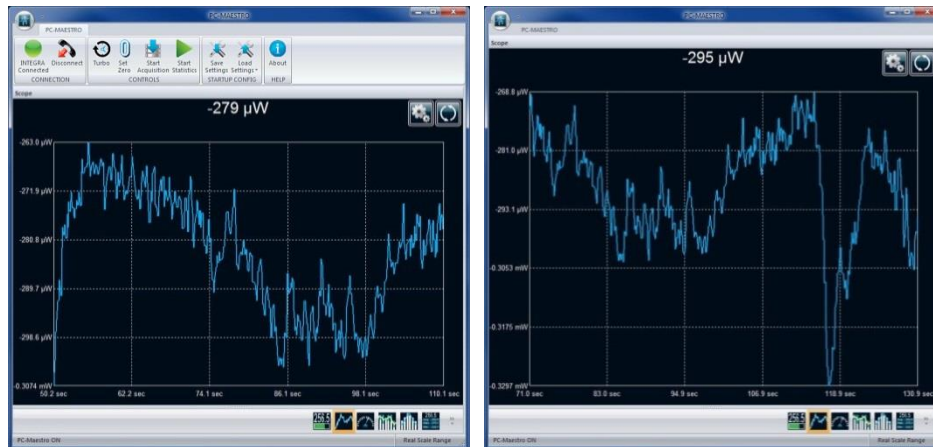 PC-MAESTRO
PC-MAESTRO
INTEGRA Connected
Disconnect
Turbo
Set Zero
Start Acquisition
Start Statistics
Save Settings
Load Settings
About
CONNECTION
CONTROLS
STARTUP CONFIG
HELP
Scope
-279 µW
-263.0 µW
-271.9 µW
-280.8 µW
-289.7 µW
-298.6 µW
-0.3074 mW
50.2 sec
62.2 sec
74.1 sec
86.1 sec
98.1 sec
110.1 sec
PC-Maestro ON
Real Scale Range
PC-MAESTRO
PC-MAESTRO
Scope
-295 µW
-268.8 µW
-281.0 µW
-293.1 µW
-0.3053 mW
-0.3175 mW
-0.3297 mW
71.0 sec
83.0 sec
94.9 sec
106.9 sec
118.9 sec
130.9 sec
PC-Maestro ON
Real Scale Range